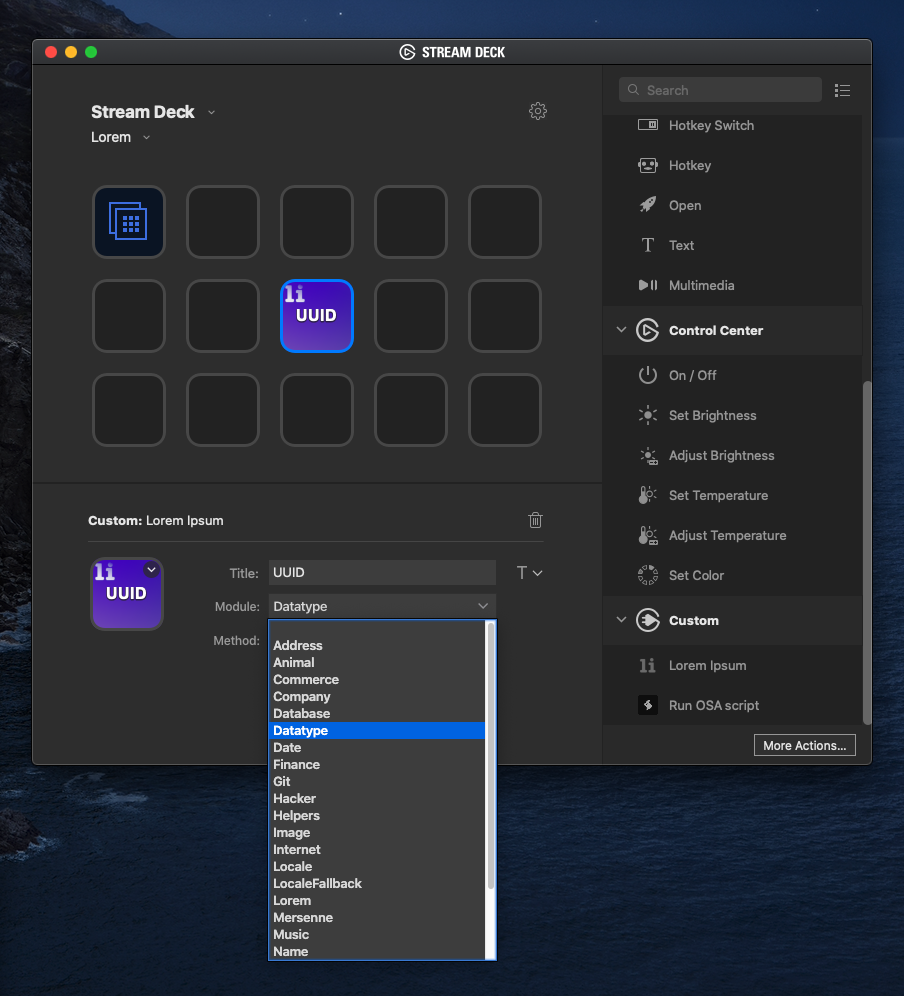 STREAM DECK
Stream Deck
Lorem
li
UUID
Custom: Lorem Ipsum
li
UUID
Title: UUID
T
Module: Datatype
Method:
Address
Animal
Commerce
Company
Database
Datatype
Date
Finance
Git
Hacker
Helpers
Image
Internet
Locale
LocaleFallback
Lorem
Mersenne
Music
Name
Search
Hotkey Switch
Hotkey
Open
T Text
Multimedia
Control Center
On / Off
Set Brightness
Adjust Brightness
Set Temperature
Adjust Temperature
Set Color
Custom
li Lorem Ipsum
Run OSA script
More Actions...